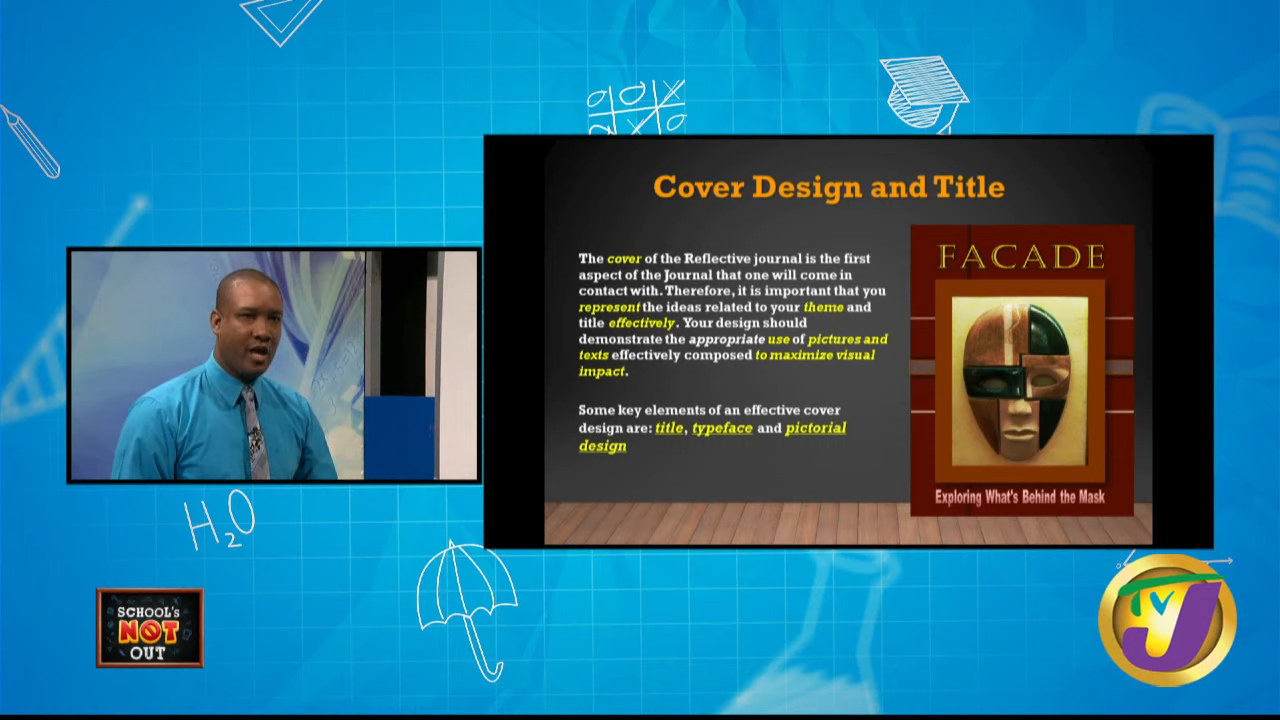 Cover Design and Title
The cover of the Reflective journal is the first
aspect of the Journal that one will come in
contact with. Therefore, it is important that you
represent the ideas related to your theme and
title effectively. Your design should
demonstrate the appropriate use of pictures and
texts effectively composed to maximize visual
impact.
Some key elements of an effective cover
design are: title, typeface and pictorial
design
FACADE
Exploring What's Behind the Mask
H₂O
SCHOOL's
NOT
OUT
TVJ